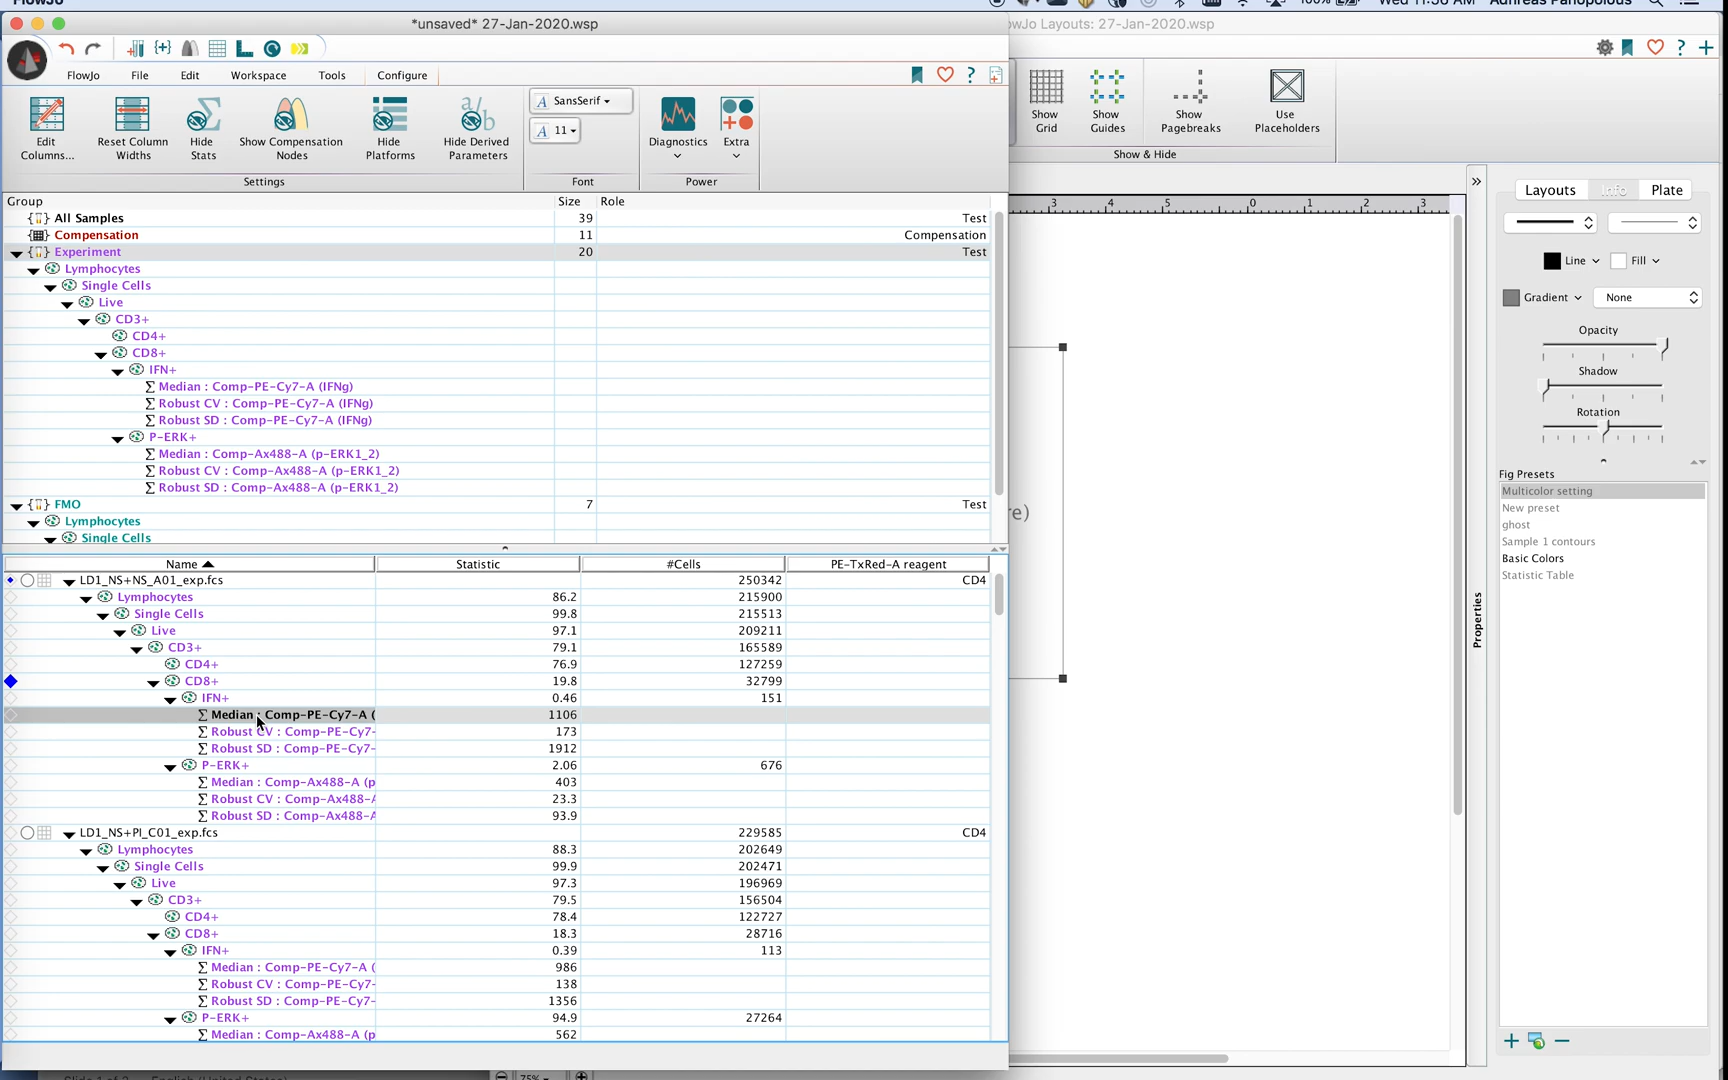 *unsaved* 27-Jan-2020.wsp
FlowJo File Edit Workspace Tools Configure
Edit Columns...
Reset Column Widths
Hide Stats
Show Compensation Nodes
Hide Platforms
Hide Derived Parameters
Settings
SansSerif
11
Font
Diagnostics
Extra
Power
Group Size Role
All Samples 39 Test
Compensation 11 Compensation
Experiment 20 Test
Lymphocytes
Single Cells
Live
CD3+
CD4+
CD8+
IFN+
Σ Median : Comp-PE-Cy7-A (IFNg)
Σ Robust CV : Comp-PE-Cy7-A (IFNg)
Σ Robust SD : Comp-PE-Cy7-A (IFNg)
P-ERK+
Σ Median : Comp-Ax488-A (p-ERK1_2)
Σ Robust CV : Comp-Ax488-A (p-ERK1_2)
Σ Robust SD : Comp-Ax488-A (p-ERK1_2)
FMO 7 Test
Lymphocytes
Single Cells
Name Statistic #Cells PE-TxRed-A reagent
LD1_NS+NS_A01_exp.fcs 250342 CD4
Lymphocytes 86.2 215900
Single Cells 99.8 215513
Live 97.1 209211
CD3+ 79.1 165589
CD4+ 76.9 127259
CD8+ 19.8 32799
IFN+ 0.46 151
Σ Median : Comp-PE-Cy7-A ( 1106
Σ Robust CV : Comp-PE-Cy7- 173
Σ Robust SD : Comp-PE-Cy7- 1912
P-ERK+ 2.06 676
Σ Median : Comp-Ax488-A (p 403
Σ Robust CV : Comp-Ax488-A 23.3
Σ Robust SD : Comp-Ax488-A 93.9
LD1_NS+PI_C01_exp.fcs 229585 CD4
Lymphocytes 88.3 202649
Single Cells 99.9 202471
Live 97.3 196969
CD3+ 79.5 156504
CD4+ 78.4 122727
CD8+ 18.3 28716
IFN+ 0.39 113
Σ Median : Comp-PE-Cy7-A ( 986
Σ Robust CV : Comp-PE-Cy7- 138
Σ Robust SD : Comp-PE-Cy7- 1356
P-ERK+ 94.9 27264
Σ Median : Comp-Ax488-A (p 562
75%
wJo Layouts: 27-Jan-2020.wsp
Show Grid
Show Guides
Show Pagebreaks
Use Placeholders
Show & Hide
3 4 5 0 1 2 3
re)
Properties
Layouts Info Plate
Line Fill
Gradient None
Opacity
Shadow
Rotation
Fig Presets
Multicolor setting
New preset
ghost
Sample 1 contours
Basic Colors
Statistic Table